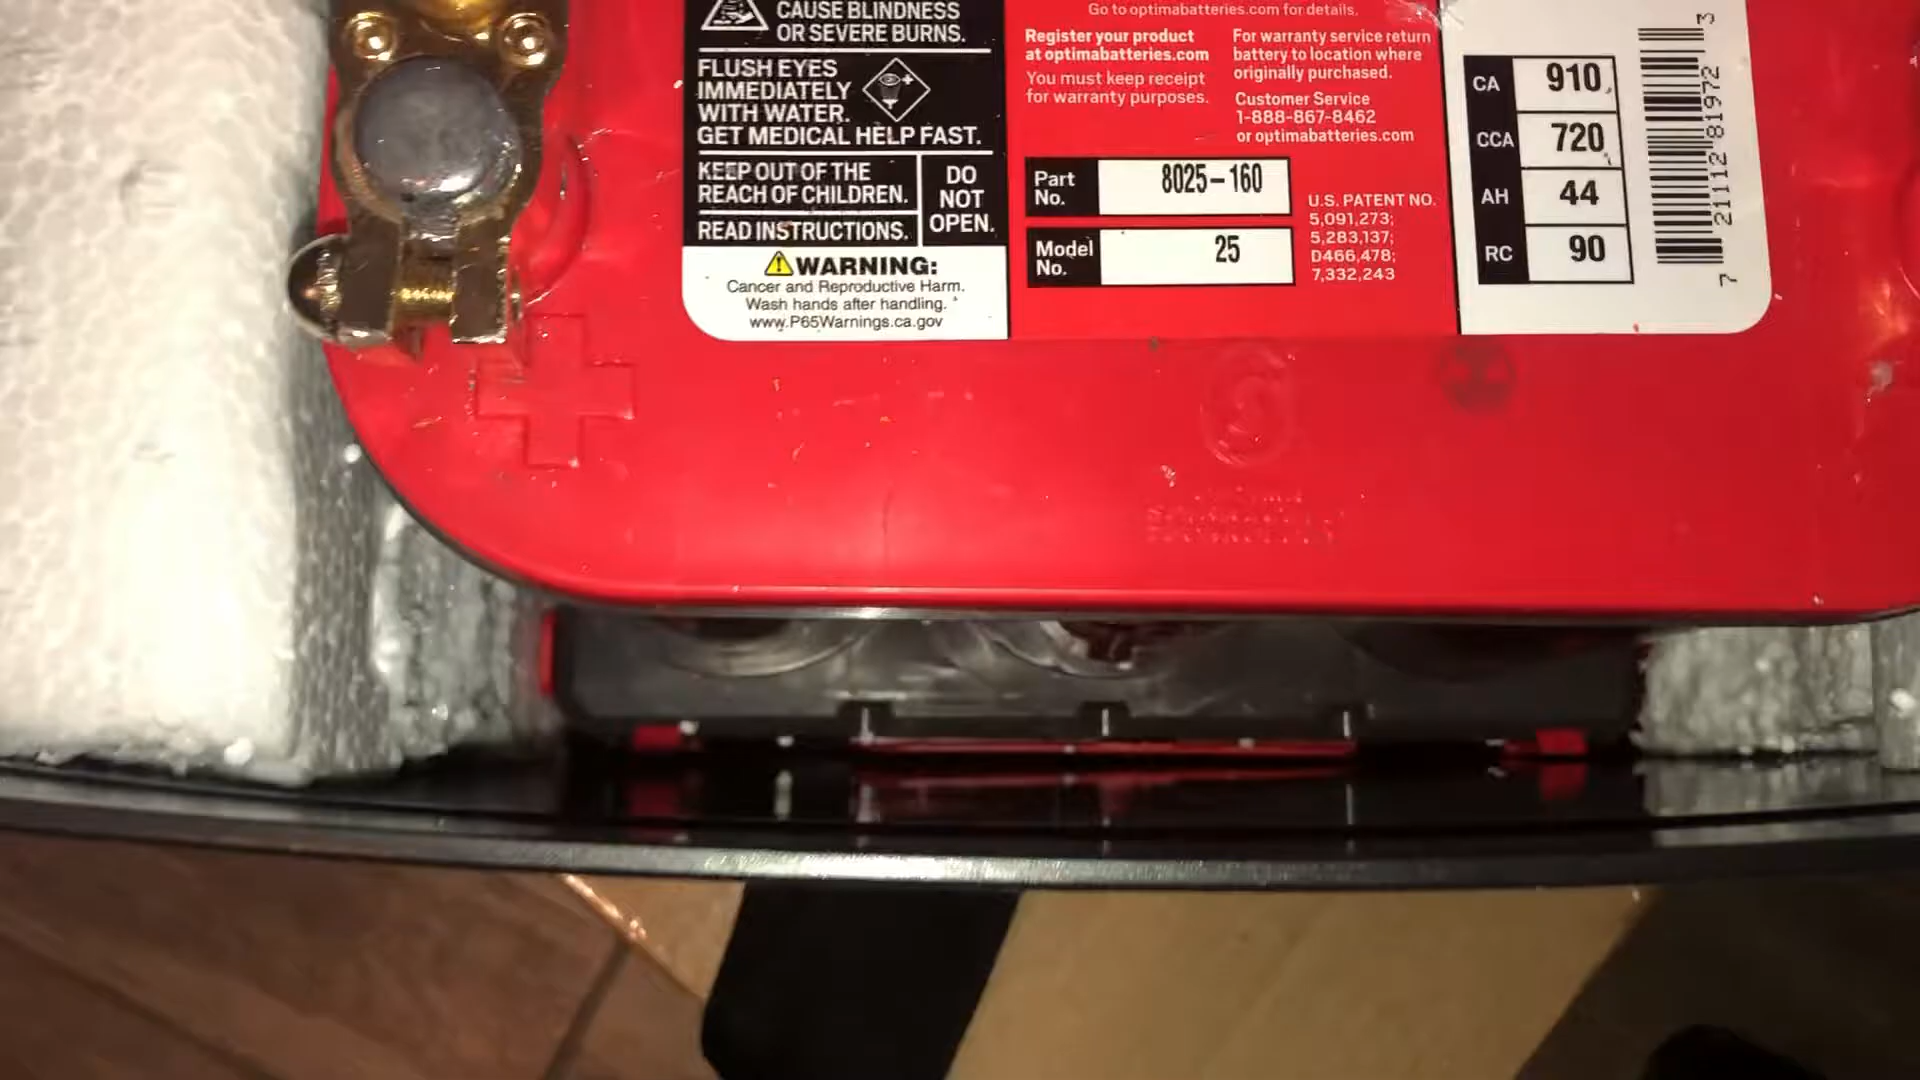 CAUSE BLINDNESS
OR SEVERE BURNS.
FLUSH EYES
IMMEDIATELY
WITH WATER.
GET MEDICAL HELP FAST.
KEEP OUT OF THE
REACH OF CHILDREN.
READ INSTRUCTIONS.
DO
NOT
OPEN.
WARNING:
Cancer and Reproductive Harm.
Wash hands after handling.
www.P65Warnings.ca.gov
Go to optimabatteries.com for details.
Register your product
at optimabatteries.com
You must keep receipt
for warranty purposes.
For warranty service return
battery to location where
originally purchased.
Customer Service
1-888-867-8462
or optimabatteries.com
Part
No.
8025-160
Model
No.
25
U.S. PATENT NO.
5,091,273;
5,283,137;
D466,478;
7,332,243
CA 910
CCA 720
AH 44
RC 90
7 21112 81972 3